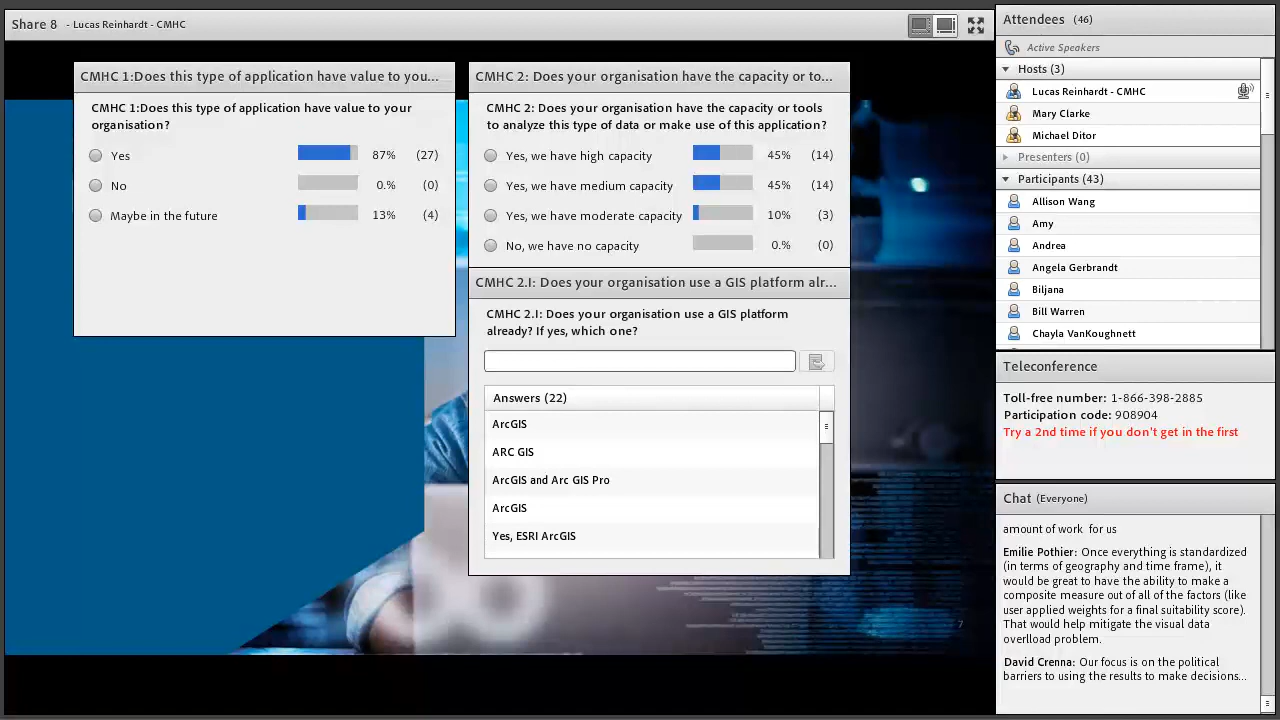 Share 8 - Lucas Reinhardt - CMHC
CMHC 1:Does this type of application have value to you...
CMHC 1:Does this type of application have value to your
organisation?
Yes 87% (27)
No 0.% (0)
Maybe in the future 13% (4)
CMHC 2: Does your organisation have the capacity or to...
CMHC 2: Does your organisation have the capacity or tools
to analyze this type of data or make use of this application?
Yes, we have high capacity 45% (14)
Yes, we have medium capacity 45% (14)
Yes, we have moderate capacity 10% (3)
No, we have no capacity 0.% (0)
CMHC 2.I: Does your organisation use a GIS platform alr...
CMHC 2.I: Does your organisation use a GIS platform
already? If yes, which one?
Answers (22)
ArcGIS
ARC GIS
ArcGIS and Arc GIS Pro
ArcGIS
Yes, ESRI ArcGIS
7
Attendees (46)
Active Speakers
Hosts (3)
Lucas Reinhardt - CMHC
Mary Clarke
Michael Ditor
Presenters (0)
Participants (43)
Allison Wang
Amy
Andrea
Angela Gerbrandt
Biljana
Bill Warren
Chayla VanKoughnett
Teleconference
Toll-free number: 1-866-398-2885
Participation code: 908904
Try a 2nd time if you don't get in the first
Chat (Everyone)
amount of work for us
Emily Parker: Once everything is standardized
(in terms of geography and time frame), it
would be good to have the ability to make a
composite measure out of all of the factors (like
user applied weights or a multicriteria sort).
That would help mitigate the visual data
overload problem.
David Crenna: Our focus is on the political
barriers to using the results to make decisions...